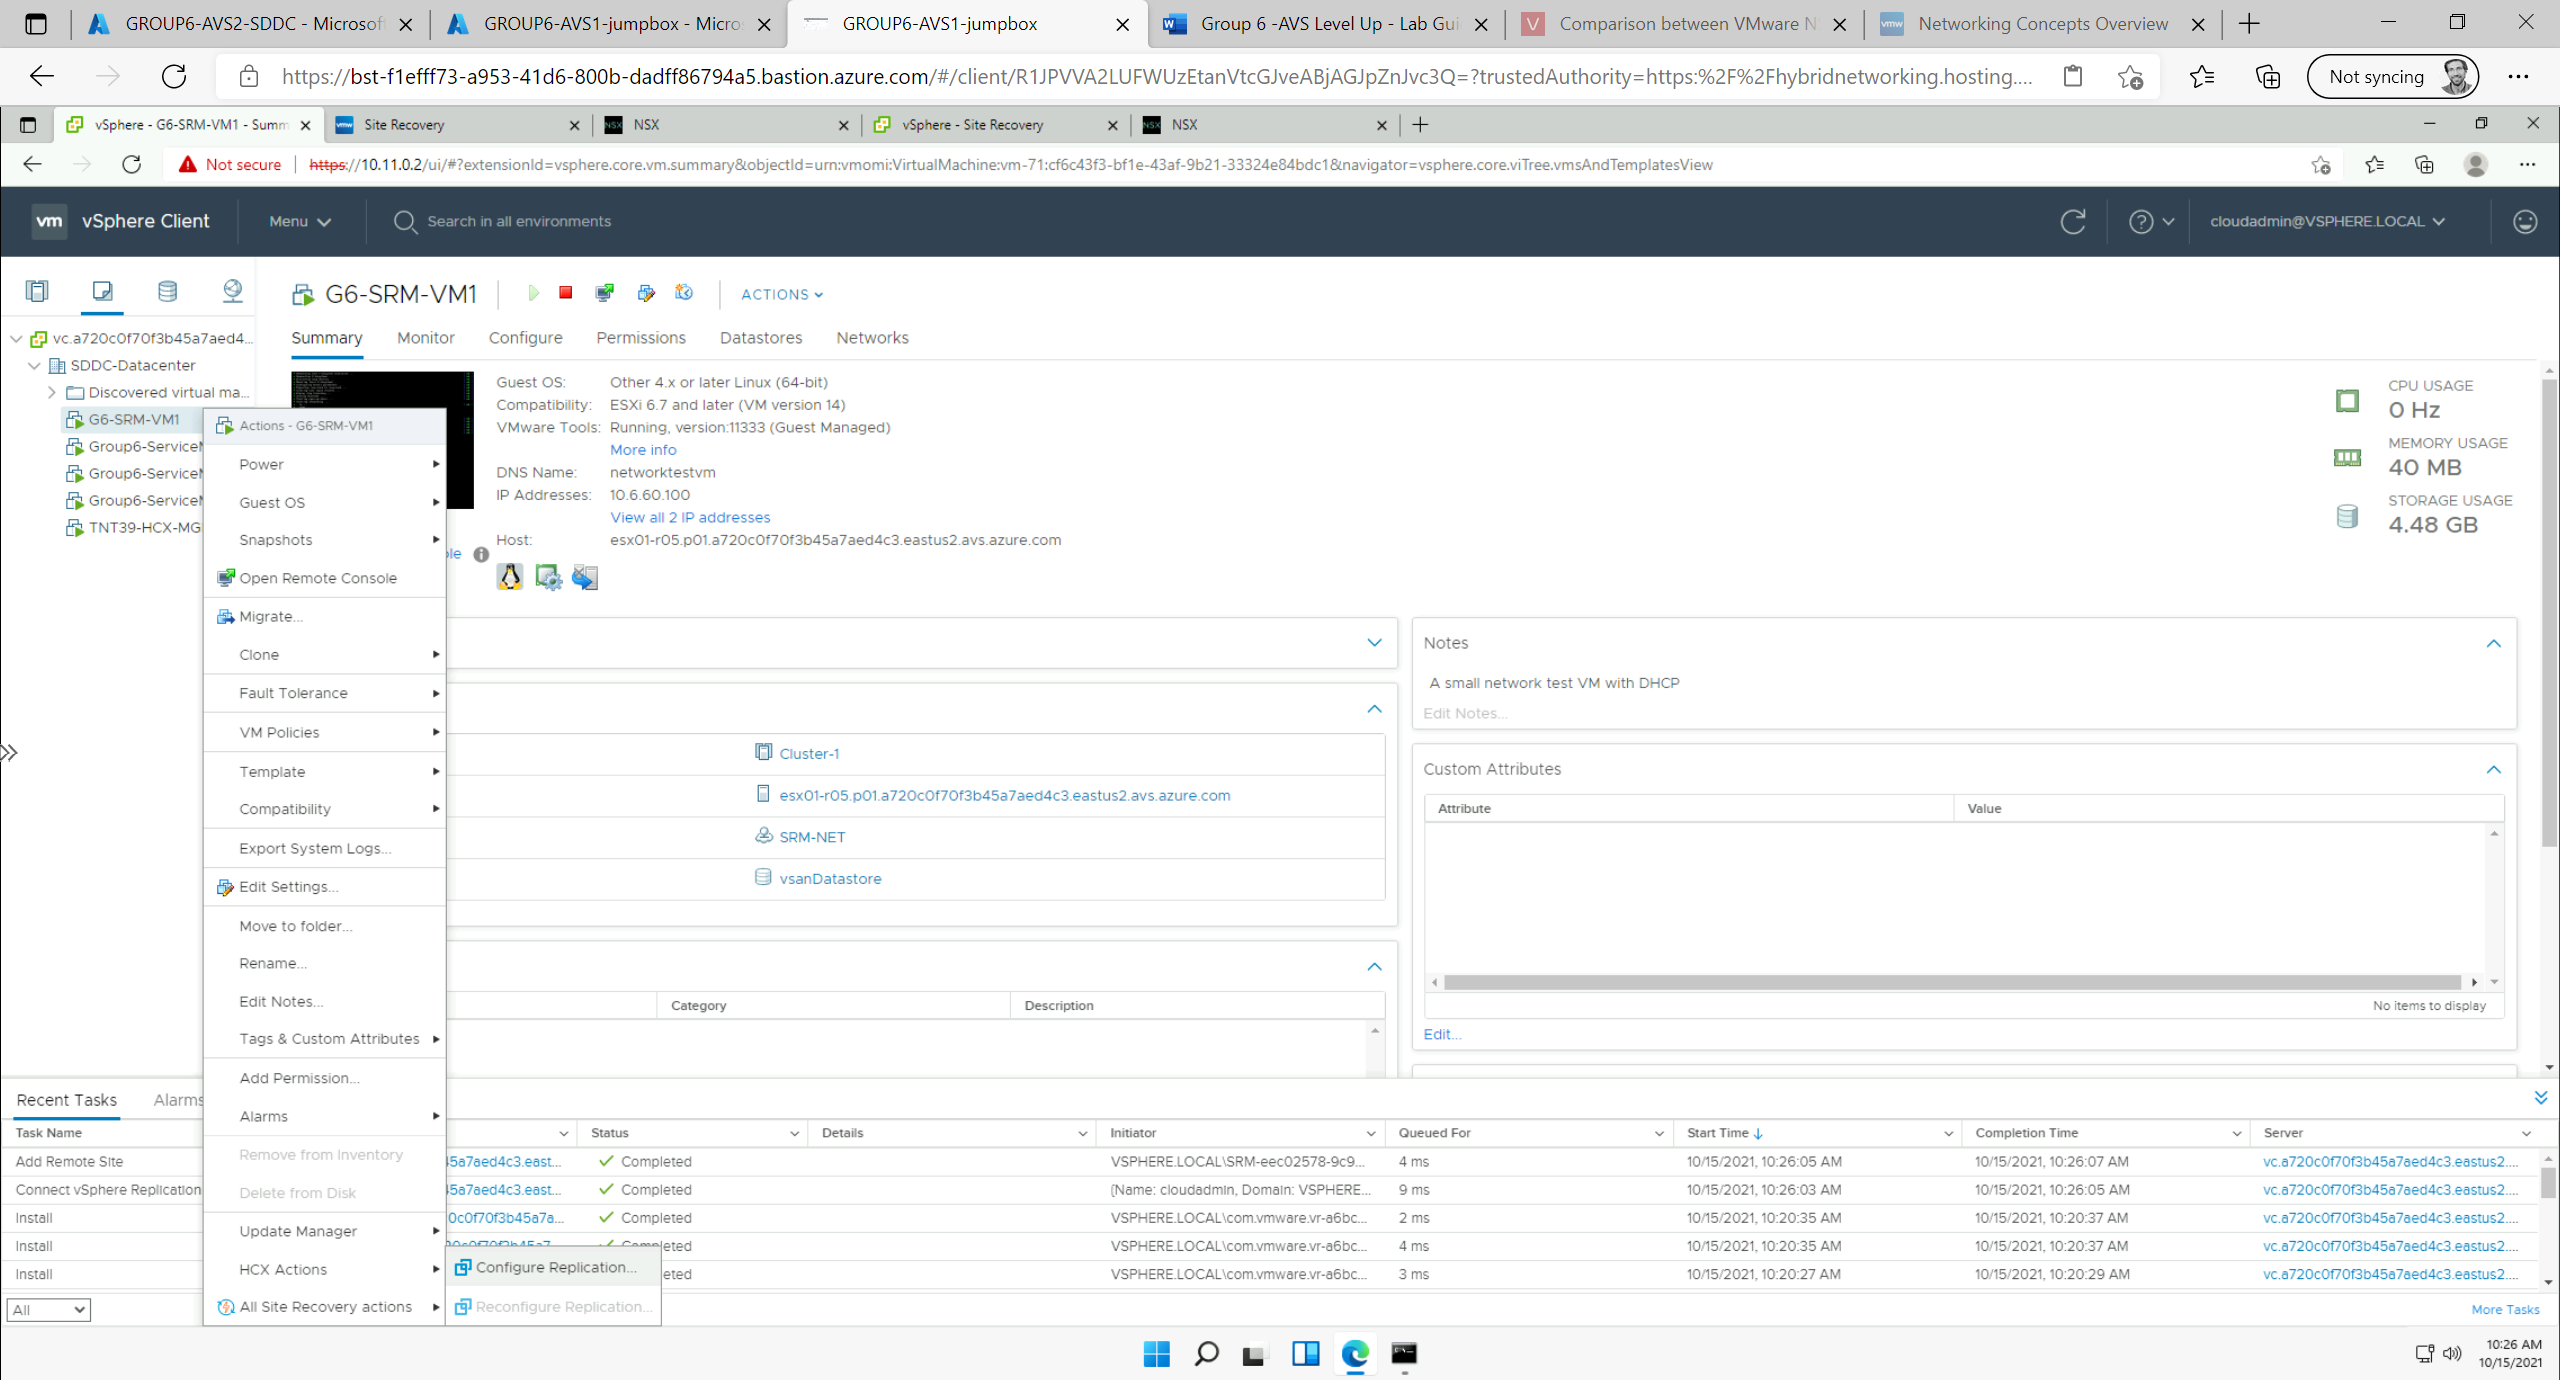 GROUP6-AVS2-SDDC - Microsof
GROUP6-AVS1-jumpbox - Micro
GROUP6-AVS1-jumpbox
Group 6 -AVS Level Up - Lab Gui
Comparison between VMware N
Networking Concepts Overview
https://bst-f1efff73-a953-41d6-800b-dadff86794a5.bastion.azure.com/#/client/R1JPVVA2LUFWUzEtanVtcGJveABjAGJpZnJvc3Q=?trustedAuthority=https:%2F%2Fhybridnetworking.hosting....
Not syncing
vSphere - G6-SRM-VM1 - Summ
Site Recovery
NSX
vSphere - Site Recovery
NSX
Not secure
https://10.11.0.2/ui/#?extensionId=vsphere.core.vm.summary&objectId=urn:vmomi:VirtualMachine:vm-71:cf6c43f3-bf1e-43af-9b21-33324e84bdc1&navigator=vsphere.core.viTree.vmsAndTemplatesView
vm vSphere Client
Menu
Search in all environments
cloudadmin@VSPHERE.LOCAL
G6-SRM-VM1
ACTIONS
Summary
Monitor
Configure
Permissions
Datastores
Networks
vc.a720c0f70f3b45a7aed4...
SDDC-Datacenter
Discovered virtual ma...
G6-SRM-VM1
Group6-Service
Group6-Service
Group6-Service
TNT39-HCX-MG
Actions - G6-SRM-VM1
Power
Guest OS
Snapshots
Open Remote Console
Migrate...
Clone
Fault Tolerance
VM Policies
Template
Compatibility
Export System Logs...
Edit Settings...
Move to folder...
Rename...
Edit Notes...
Tags & Custom Attributes
Add Permission...
Alarms
Remove from Inventory
Delete from Disk
Update Manager
HCX Actions
All Site Recovery actions
Configure Replication...
Reconfigure Replication...
Guest OS: Other 4.x or later Linux (64-bit)
Compatibility: ESXi 6.7 and later (VM version 14)
VMware Tools: Running, version:11333 (Guest Managed)
More info
DNS Name: networktestvm
IP Addresses: 10.6.60.100
View all 2 IP addresses
Host: esx01-r05.p01.a720c0f70f3b45a7aed4c3.eastus2.avs.azure.com
CPU USAGE
0 Hz
MEMORY USAGE
40 MB
STORAGE USAGE
4.48 GB
Cluster-1
esx01-r05.p01.a720c0f70f3b45a7aed4c3.eastus2.avs.azure.com
SRM-NET
vsanDatastore
Category
Description
Notes
A small network test VM with DHCP
Edit Notes...
Custom Attributes
Attribute Value
No items to display
Edit...
Recent Tasks
Alarms
Task Name Status Details Initiator Queued For Start Time Completion Time Server
Add Remote Site 45a7aed4c3.east... Completed VSPHERE.LOCAL\SRM-eec02578-9c9... 4 ms 10/15/2021, 10:26:05 AM 10/15/2021, 10:26:07 AM vc.a720c0f70f3b45a7aed4c3.eastus2....
Connect vSphere Replication 45a7aed4c3.east... Completed {Name: cloudadmin, Domain: VSPHERE... 9 ms 10/15/2021, 10:26:03 AM 10/15/2021, 10:26:05 AM vc.a720c0f70f3b45a7aed4c3.eastus2....
Install 0c0f70f3b45a7a... Completed VSPHERE.LOCAL\com.vmware.vr-a6bc... 2 ms 10/15/2021, 10:20:35 AM 10/15/2021, 10:20:37 AM vc.a720c0f70f3b45a7aed4c3.eastus2....
Install Completed VSPHERE.LOCAL\com.vmware.vr-a6bc... 4 ms 10/15/2021, 10:20:35 AM 10/15/2021, 10:20:37 AM vc.a720c0f70f3b45a7aed4c3.eastus2....
Install eted VSPHERE.LOCAL\com.vmware.vr-a6bc... 3 ms 10/15/2021, 10:20:27 AM 10/15/2021, 10:20:29 AM vc.a720c0f70f3b45a7aed4c3.eastus2....
All
More Tasks
10:26 AM
10/15/2021